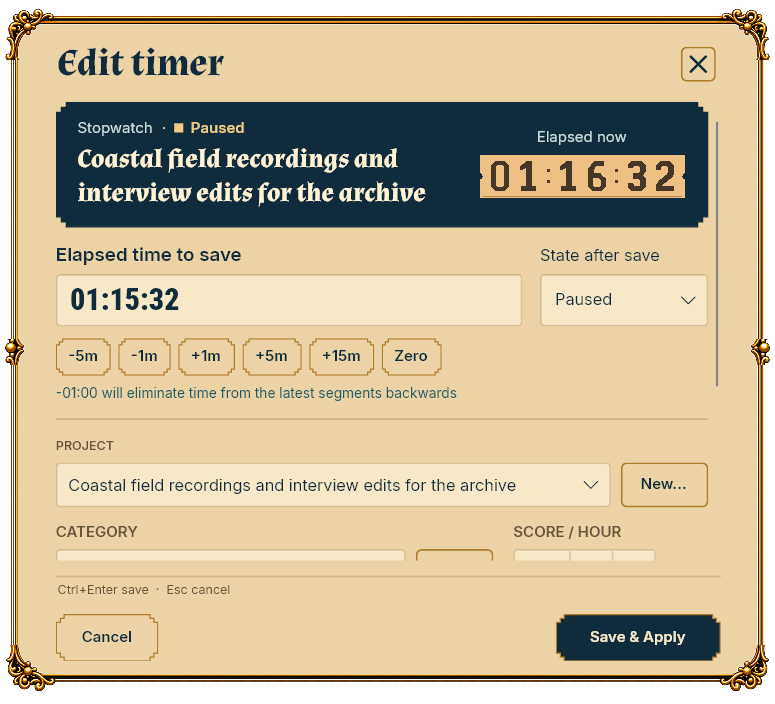 Edit timer
Stopwatch · Paused
Coastal field recordings and
interview edits for the archive
Elapsed now
01:16:32
Elapsed time to save
State after save
01:15:32
Paused
-5m -1m +1m +5m +15m Zero
-01:00 will eliminate time from the latest segments backwards
PROJECT
Coastal field recordings and interview edits for the archive
New...
CATEGORY
SCORE / HOUR
Ctrl+Enter save · Esc cancel
Cancel
Save & Apply